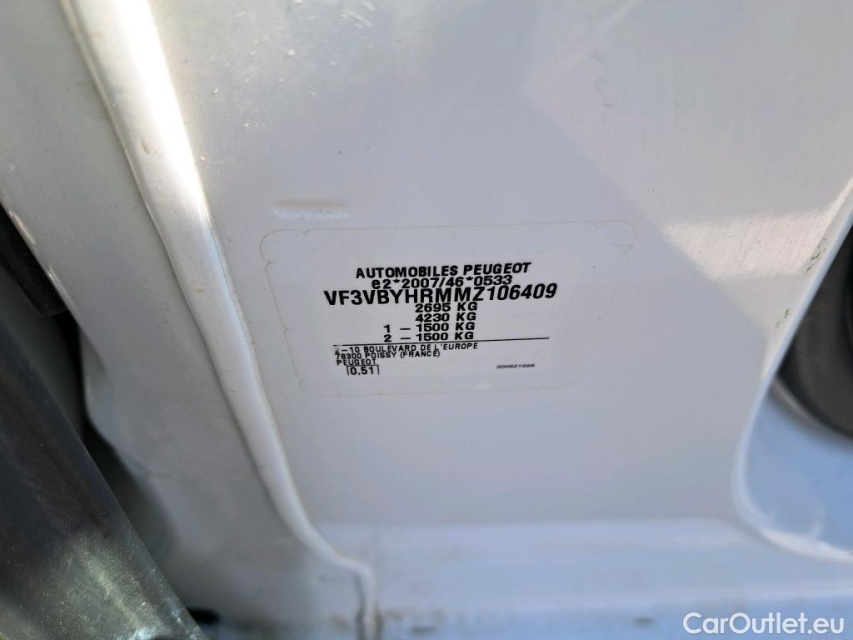 AUTOMOBILES PEUGEOT
e2*2007/46*0533
VF3VBYHRMMZ106409
2695 KG
4230 KG
1 - 1500 KG
2 - 1500 KG
2-10 BOULEVARD DE L'EUROPE
78300 POISSY (FRANCE)
PEUGEOT
[0.51]
CarOutlet.eu